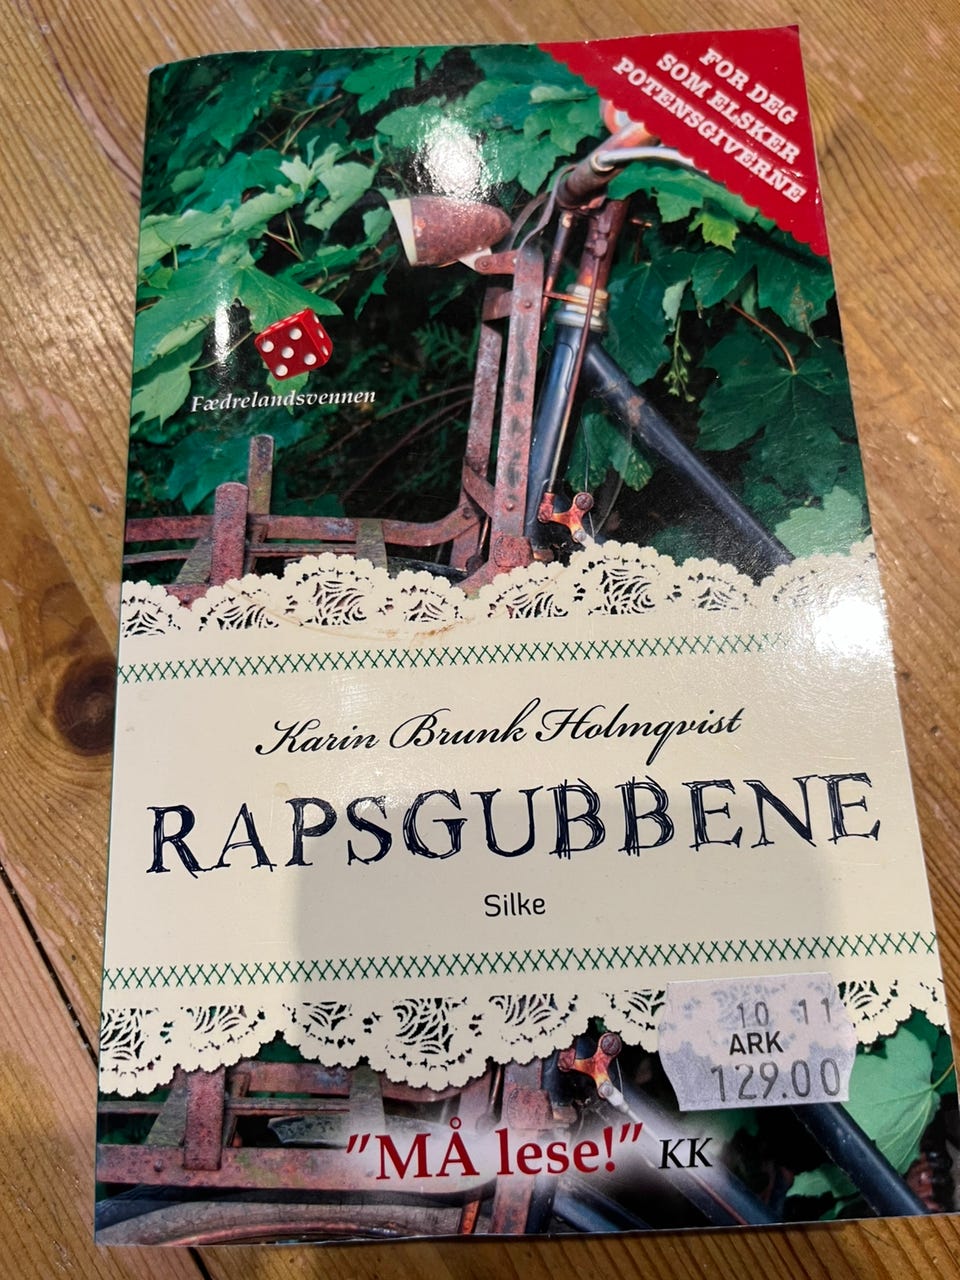 FOR DEG
SOM ELSKER
POTENSGIVERNE
Fædrelandsvennen
Karin Brunk Holmqvist
RAPSGUBBENE
Silke
10 11
ARK
129.00
"MÅ lese!" KK